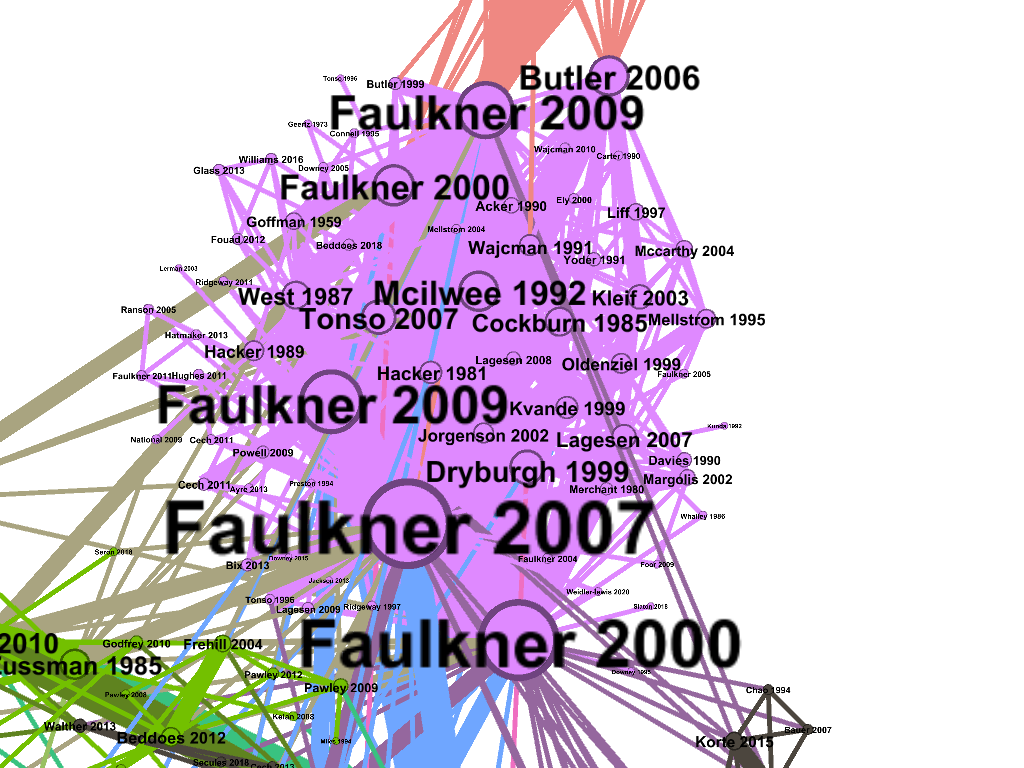 Butler 2006
Tonso 1996
Butler 1999
Faulkner 2009
Geertz 1973
Connell 1995
Wajcman 2010
Carter 1990
Williams 2016
Glass 2013
Downey 2005
Faulkner 2000
Ely 2000
Acker 1990
Liff 1997
Goffman 1959
Mellstrom 2004
Fouad 2012
Beddoes 2018
Wajcman 1991
Mccarthy 2004
Yoder 1991
Lerman 2003
Ridgeway 2011
West 1987
Mcilwee 1992
Kleif 2003
Ranson 2005
Tonso 2007
Cockburn 1985
Mellstrom 1995
Hatmaker 2013
Hacker 1989
Lagesen 2008
Oldenziel 1999
Hacker 1981
Faulkner 2005
Faulkner 2011
Hughes 2011
Faulkner 2009
Kvande 1999
Kunda 1992
National 2009
Cech 2011
Jorgenson 2002
Lagesen 2007
Powell 2009
Davies 1990
Dryburgh 1999
Margolis 2002
Cech 2011
Ayre 2013
Preston 1994
Merchant 1980
Whalley 1986
Faulkner 2007
Seron 2018
Downey 2015
Faulkner 2004
Bix 2013
Foor 2009
Jackson 2013
Weidler-lewis 2020
Tonso 1996
Lagesen 2009
Ridgeway 1997
Slaton 2018
2010
Godfrey 2010
Frehill 2004
Faulkner 2000
ussman 1985
Pawley 2012
Downey 1995
Pawley 2009
Pawley 2008
Chao 1994
Kelan 2008
Walther 2013
Bauer 2007
Beddoes 2012
Miles 1994
Korte 2015
Secules 2018
Cech 2013